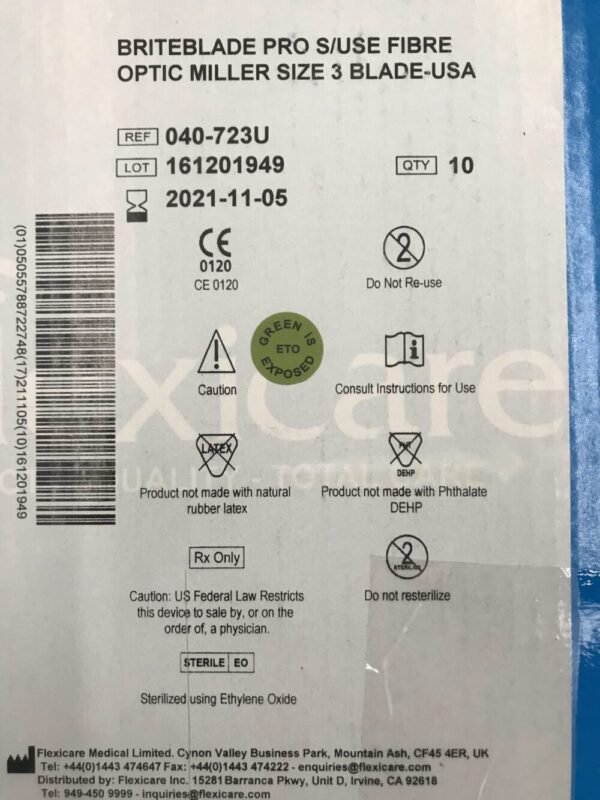 BRITEBLADE PRO S/USE FIBRE
OPTIC MILLER SIZE 3 BLADE-USA
REF 040-723U
LOT 161201949
QTY 10
2021-11-05
(01)05055788722748(17)211105(10)161201949
CE
0120
CE 0120
2
Do Not Re-use
GREEN IS
ETO
EXPOSED
Caution
i
Consult Instructions for Use
LATEX
Product not made with natural
rubber latex
PHT
DEHP
Product not made with Phthalate
DEHP
flexicare
QUALITY - TOTAL CARE
Rx Only
Caution: US Federal Law Restricts
this device to sale by, or on the
order of, a physician.
2
STERILIZE
Do not resterilize
STERILE EO
Sterilized using Ethylene Oxide
Flexicare Medical Limited. Cynon Valley Business Park, Mountain Ash, CF45 4ER, UK
Tel: +44(0)1443 474647 Fax: +44(0)1443 474222 - enquiries@flexicare.com
Distributed by: Flexicare Inc. 15281 Barranca Pkwy, Unit D, Irvine, CA 92618
Tel: 949-450 9999 - inquiries@flexicare.com